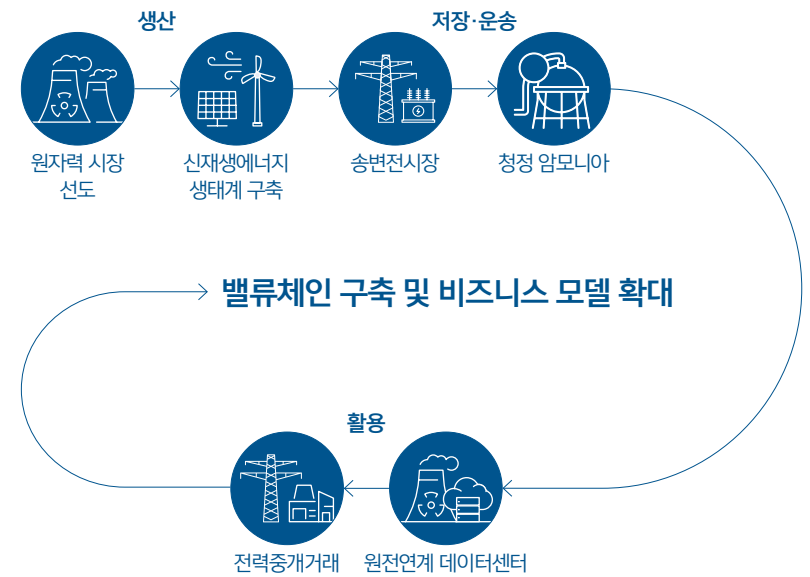 생산
저장·운송
원자력 시장
선도
신재생에너지
생태계 구축
송변전시장
청정 암모니아
밸류체인 구축 및 비즈니스 모델 확대
활용
전력중개거래
원전연계 데이터센터